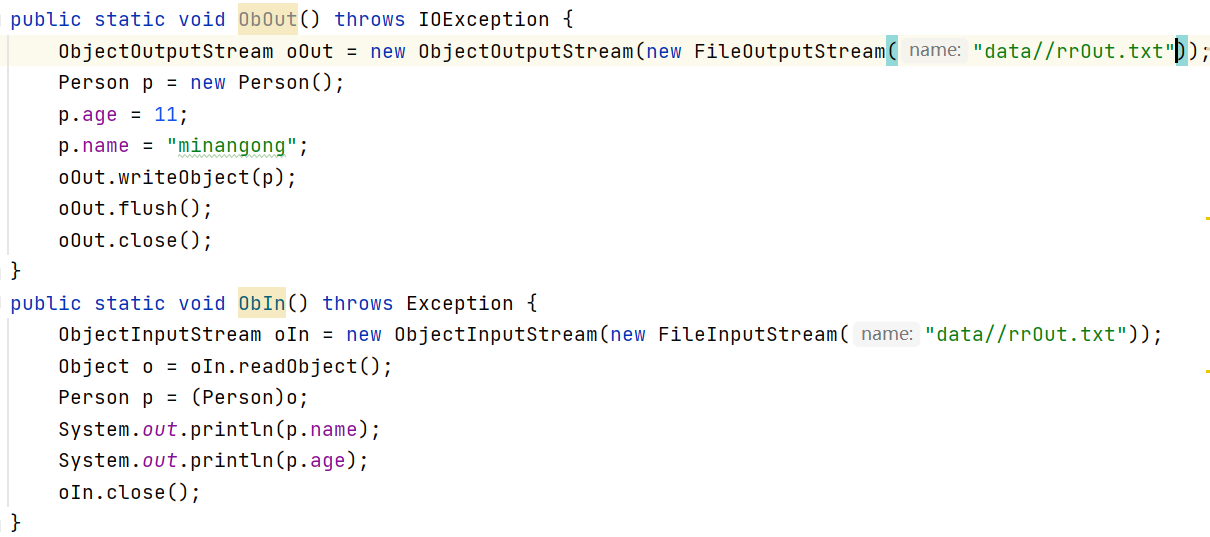 public static void ObOut() throws IOException {
ObjectOutputStream oOut = new ObjectOutputStream(new FileOutputStream( name: "data//rrOut.txt"));
Person p = new Person();
p.age = 11;
p.name = "minangong";
oOut.writeObject(p);
oOut.flush();
oOut.close();
}
public static void ObIn() throws Exception {
ObjectInputStream oIn = new ObjectInputStream(new FileInputStream( name: "data//rrOut.txt"));
Object o = oIn.readObject();
Person p = (Person)o;
System.out.println(p.name);
System.out.println(p.age);
oIn.close();
}